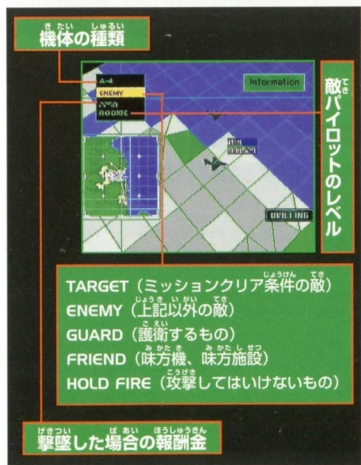 機体の種類
A-4
ENEMY
ROOKIE
Information
敵パイロットのレベル
DRILLING
TARGET（ミッションクリア条件の敵）
ENEMY（上記以外の敵）
GUARD（護衛するもの）
FRIEND（味方機、味方施設）
HOLD FIRE（攻撃してはいけないもの）
撃墜した場合の報酬金